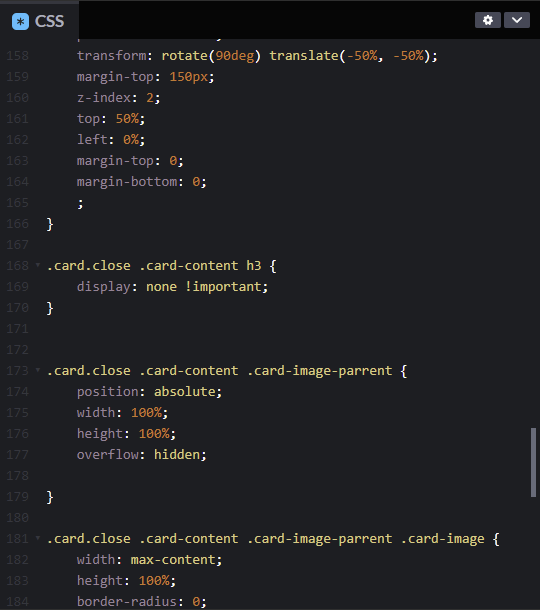 CSS
158 transform: rotate(90deg) translate(-50%, -50%);
159 margin-top: 150px;
160 z-index: 2;
161 top: 50%;
162 left: 0%;
163 margin-top: 0;
164 margin-bottom: 0;
165 ;
166 }
167
168 .card.close .card-content h3 {
169 display: none !important;
170 }
171
172
173 .card.close .card-content .card-image-parrent {
174 position: absolute;
175 width: 100%;
176 height: 100%;
177 overflow: hidden;
178
179 }
180
181 .card.close .card-content .card-image-parrent .card-image {
182 width: max-content;
183 height: 100%;
184 border-radius: 0;